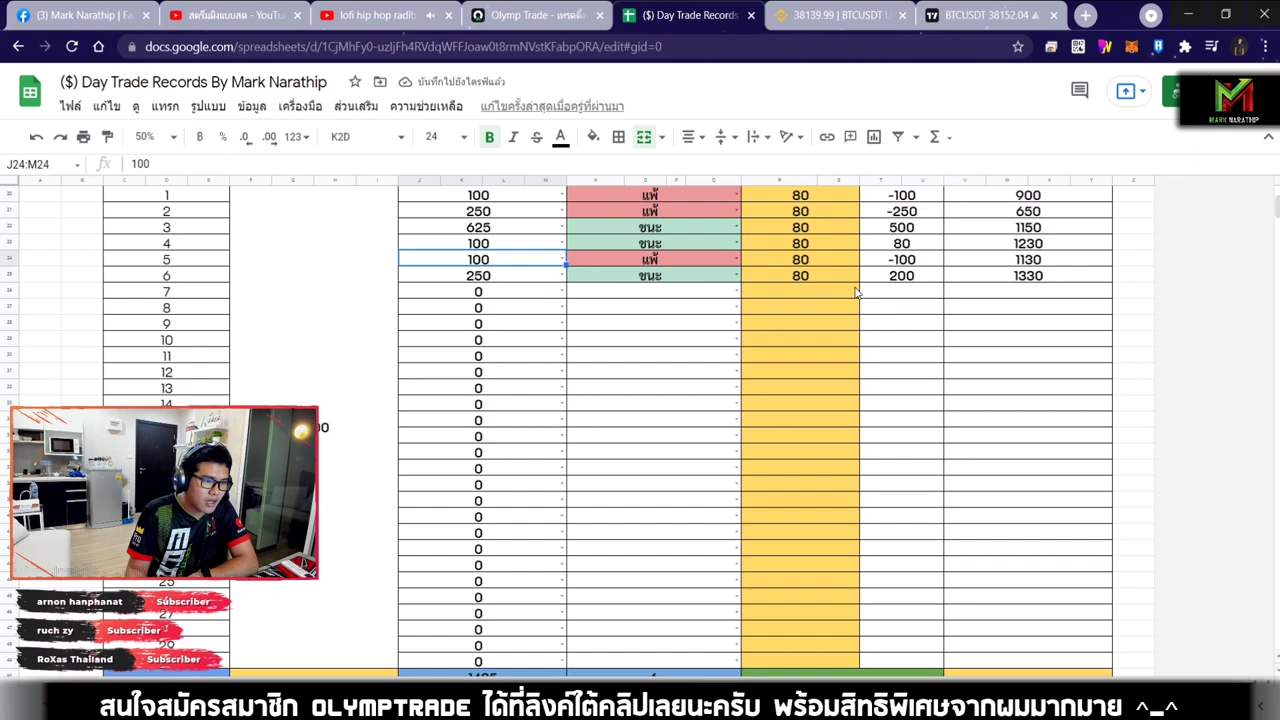 (3) Mark Narathip | Fa
สตรีมมิงแบบสด - YouTu
lofi hip hop radio
Olymp Trade - เทรดดิ้ง
($) Day Trade Records
38139.99 | BTCUSDT
BTCUSDT 38152.04
docs.google.com/spreadsheets/d/1CjMhFy0-uzIjFh4RVdqWFFJoaw0t8rmNVstKFabpORA/edit#gid=0
($) Day Trade Records By Mark Narathip
บันทึกไปยังไดรฟ์แล้ว
ไฟล์ แก้ไข ดู แทรก รูปแบบ ข้อมูล เครื่องมือ ส่วนเสริม ความช่วยเหลือ แก้ไขครั้งล่าสุดเมื่อครู่ที่ผ่านมา
MARK NARATHIP
50% ฿ % .0 .00 123 K2D 24 B I S A
J24:M24 fx 100
A B C D E F G H I J K L M N O P Q R S T U V W X Y Z
1 100 แพ้ 80 -100 900
2 250 แพ้ 80 -250 650
3 625 ชนะ 80 500 1150
4 100 ชนะ 80 80 1230
5 100 แพ้ 80 -100 1130
6 250 ชนะ 80 200 1330
7 0
8 0
9 0
10 0
11 0
12 0
13 0
14 0
0
0
0
0
0
0
0
0
0
0
25 0
0
27 0
0
29 0
0
arnon hanphanat Subscriber
ruch zy Subscriber
RoXas Thailand Subscriber
สนใจสมัครสมาชิก OLYMPTRADE ได้ที่ลิงค์ใต้คลิปเลยนะครับ พร้อมสิทธิพิเศษจากผมมากมาย ^_^